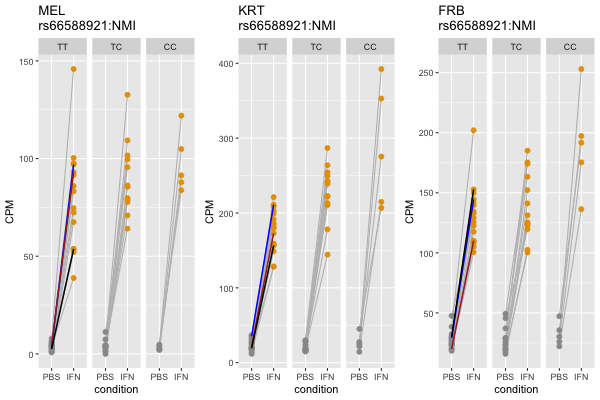 MEL
rs66588921:NMI
TT TC CC
150
100
50
0
CPM
PBS IFN PBS IFN PBS IFN
condition
KRT
rs66588921:NMI
TT TC CC
400
300
200
100
0
CPM
PBS IFN PBS IFN PBS IFN
condition
FRB
rs66588921:NMI
TT TC CC
250
200
150
100
50
CPM
PBS IFN PBS IFN PBS IFN
condition